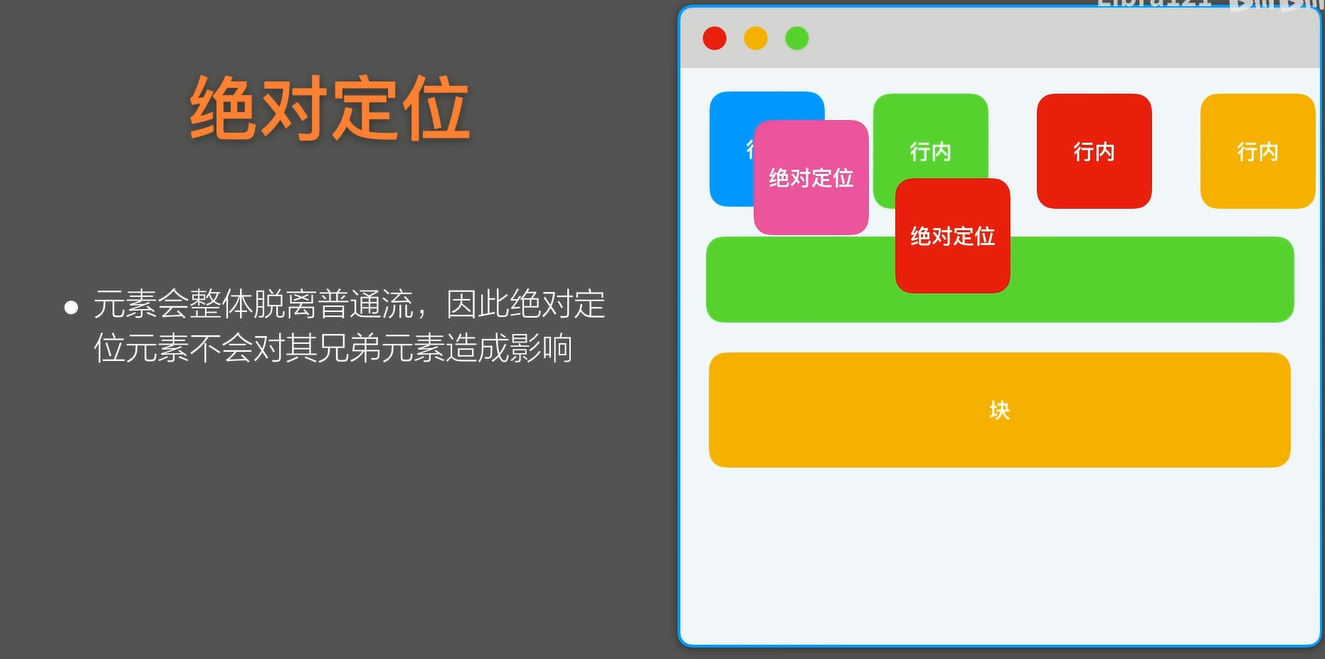 绝对定位
元素会整体脱离普通流，因此绝对定
位元素不会对其兄弟元素造成影响
绝对定位
行内
行内
行内
绝对定位
块